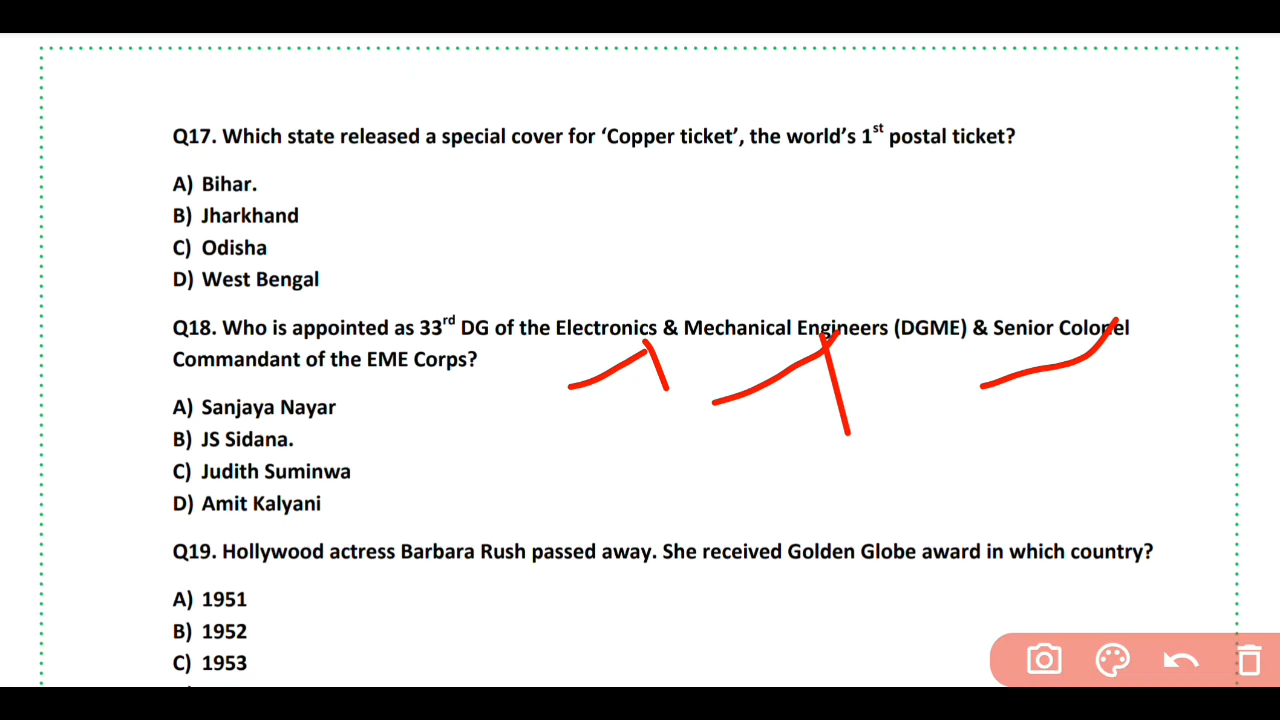 Q17. Which state released a special cover for ‘Copper ticket’, the world’s 1st postal ticket?
A) Bihar.
B) Jharkhand
C) Odisha
D) West Bengal
Q18. Who is appointed as 33rd DG of the Electronics & Mechanical Engineers (DGME) & Senior Colonel
Commandant of the EME Corps?
A) Sanjaya Nayar
B) JS Sidana.
C) Judith Suminwa
D) Amit Kalyani
Q19. Hollywood actress Barbara Rush passed away. She received Golden Globe award in which country?
A) 1951
B) 1952
C) 1953